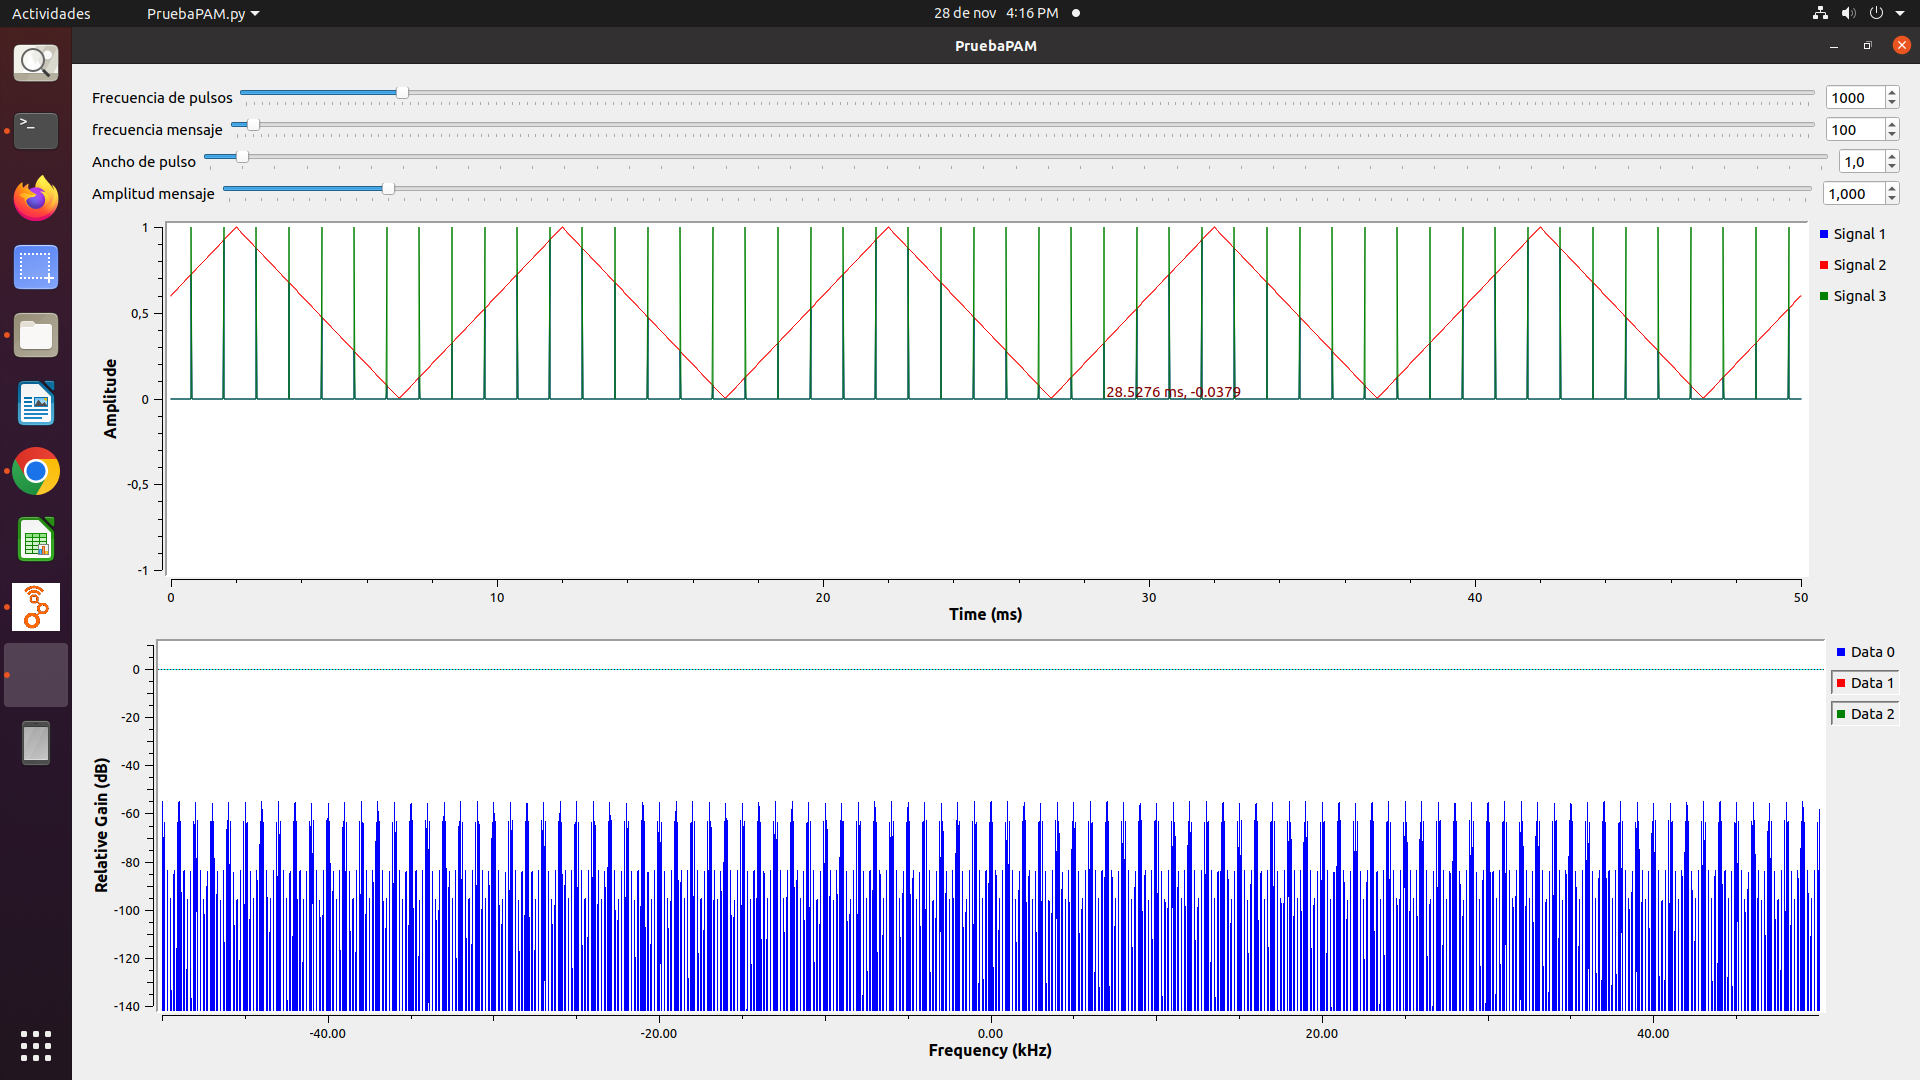 Actividades PruebaPAM.py 28 de nov 4:16 PM
PruebaPAM
Frecuencia de pulsos 1000
frecuencia mensaje 100
Ancho de pulso 1,0
Amplitud mensaje 1,000
Signal 1
Signal 2
Signal 3
1
0,5
0
-0,5
-1
Amplitude
28.5276 ms, -0.0379
0 10 20 30 40 50
Time (ms)
Data 0
Data 1
Data 2
0
-20
-40
-60
-80
-100
-120
-140
Relative Gain (dB)
-40.00 -20.00 0.00 20.00 40.00
Frequency (kHz)